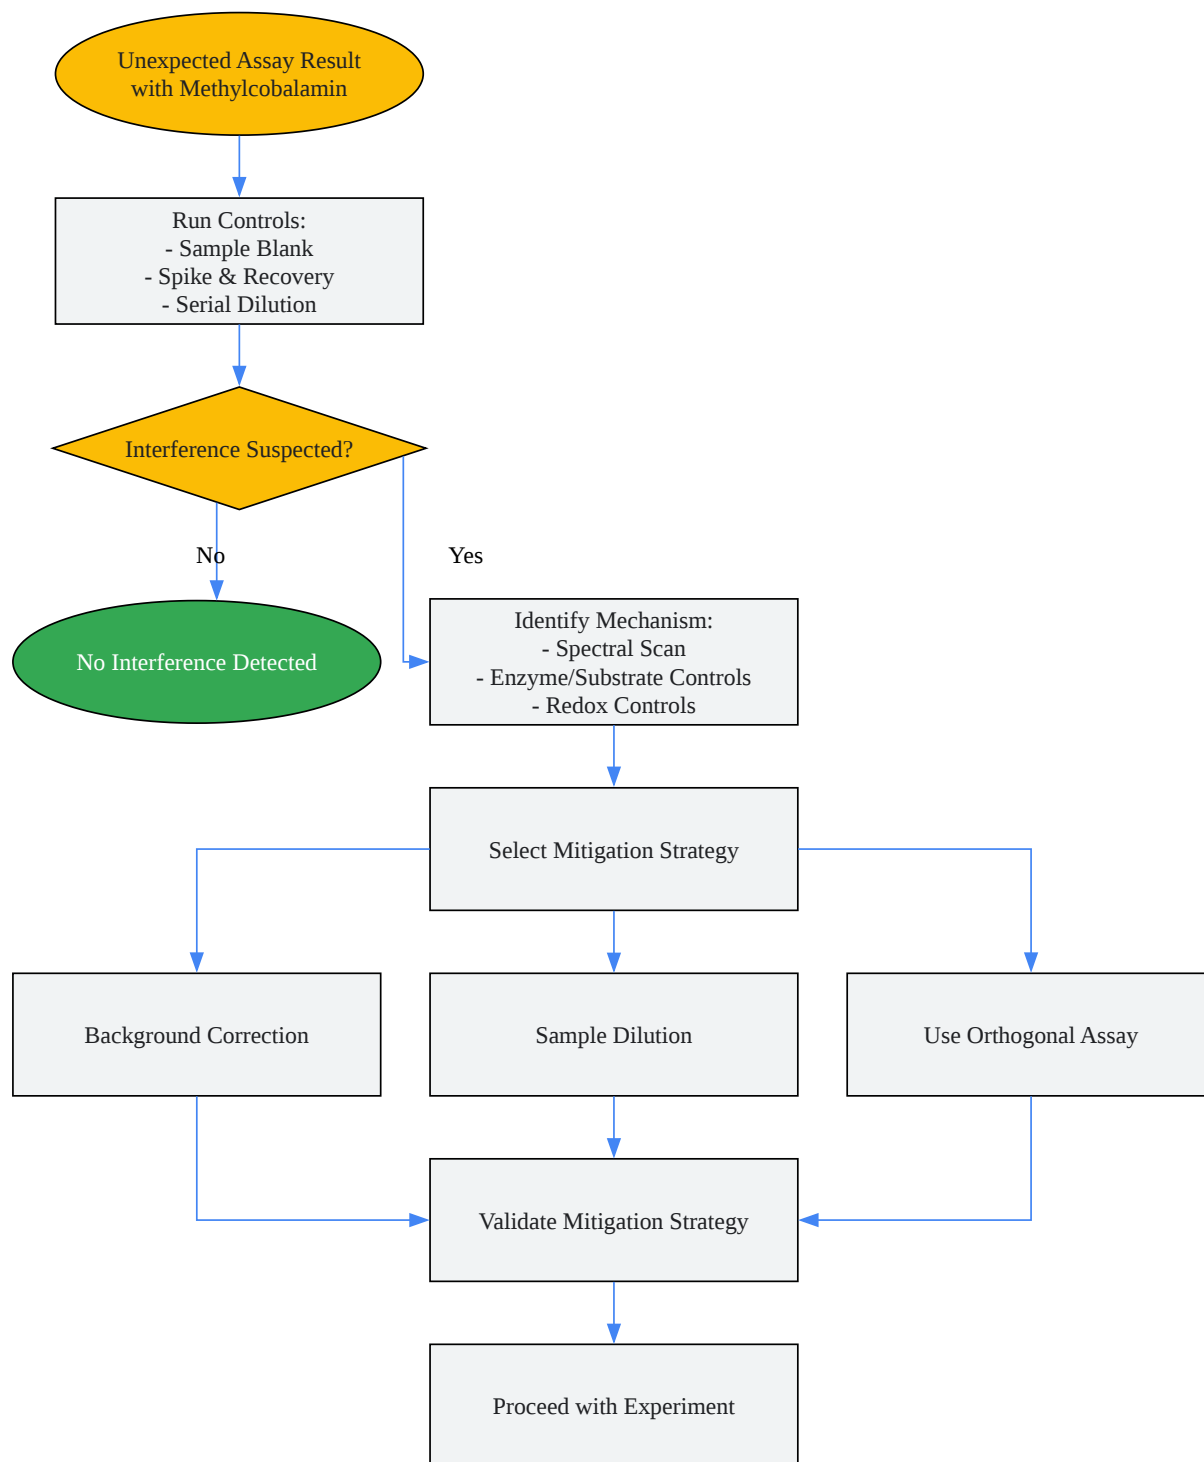 Unexpected Assay Result
with Methylcobalamin
Run Controls:
- Sample Blank
- Spike & Recovery
- Serial Dilution
Interference Suspected?
No
Yes
No Interference Detected
Identify Mechanism:
- Spectral Scan
- Enzyme/Substrate Controls
- Redox Controls
Select Mitigation Strategy
Background Correction
Sample Dilution
Use Orthogonal Assay
Validate Mitigation Strategy
Proceed with Experiment